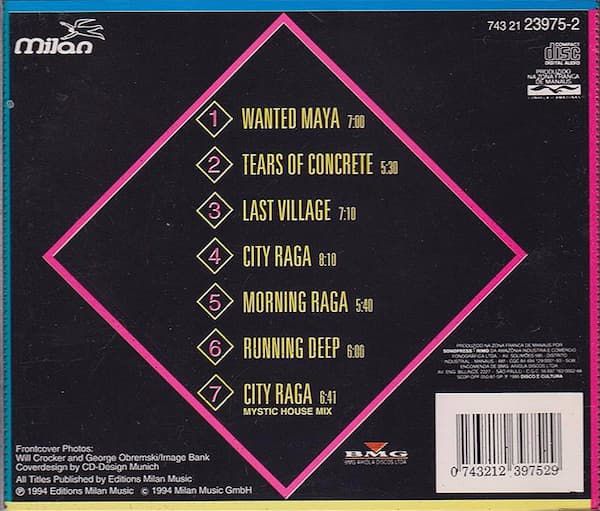 milan
743 21 23975-2
COMPACT
disc
DIGITAL AUDIO
PRODUZIDO
NA ZONA FRANCA
DE MANAUS
1 WANTED MAYA 7:00
2 TEARS OF CONCRETE 5:30
3 LAST VILLAGE 7:10
4 CITY RAGA 8:10
5 MORNING RAGA 5:40
6 RUNNING DEEP 6:00
7 CITY RAGA 6:41
MYSTIC HOUSE MIX
PRODUZIDO NA ZONA FRANCA DE MANAUS POR
INDUSTRIAL - MANAUS
DISCO E CULTURA
BMG
BMG ARIOLA DISCOS LTDA
0 743212 397529
Frontcover Photos:
Will Crocker and George Obremski/Image Bank
Coverdesign by CD-Design Munich
All Titles Published by Editions Milan Music
℗ 1994 Editions Milan Music © 1994 Milan Music GmbH